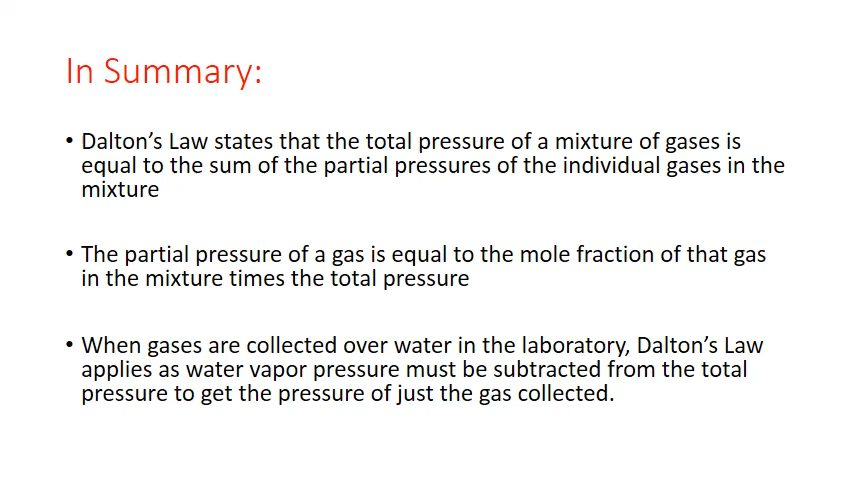 In Summary:
• Dalton’s Law states that the total pressure of a mixture of gases is
equal to the sum of the partial pressures of the individual gases in the
mixture
• The partial pressure of a gas is equal to the mole fraction of that gas
in the mixture times the total pressure
• When gases are collected over water in the laboratory, Dalton’s Law
applies as water vapor pressure must be subtracted from the total
pressure to get the pressure of just the gas collected.